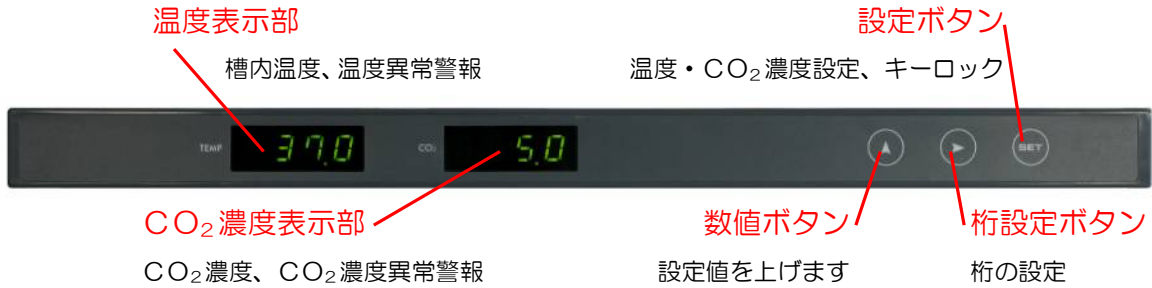 温度表示部
設定ボタン
槽内温度、温度異常警報
温度・CO₂濃度設定、キーロック
TEMP
37.0
CO₂
5.0
SET
CO₂濃度表示部
数値ボタン
桁設定ボタン
CO₂濃度、CO₂濃度異常警報
設定値を上げます
桁の設定